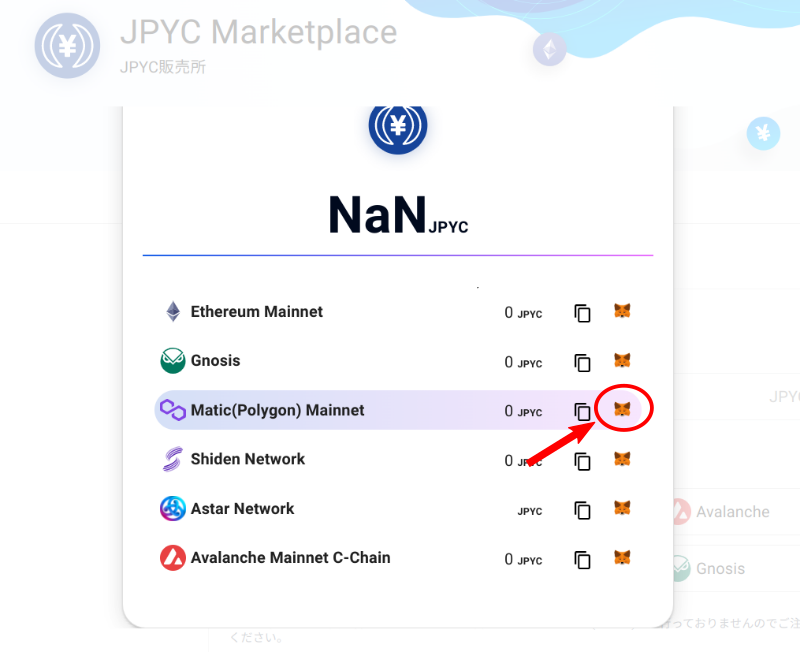 JPYC Marketplace
JPYC販売所
NaN JPYC
Ethereum Mainnet 0 JPYC
Gnosis 0 JPYC
Matic(Polygon) Mainnet 0 JPYC
Shiden Network 0 JPYC
Astar Network JPYC
Avalanche Mainnet C-Chain 0 JPYC
JPYC
Avalanche
Gnosis
けっておりませんのでご注
ください。